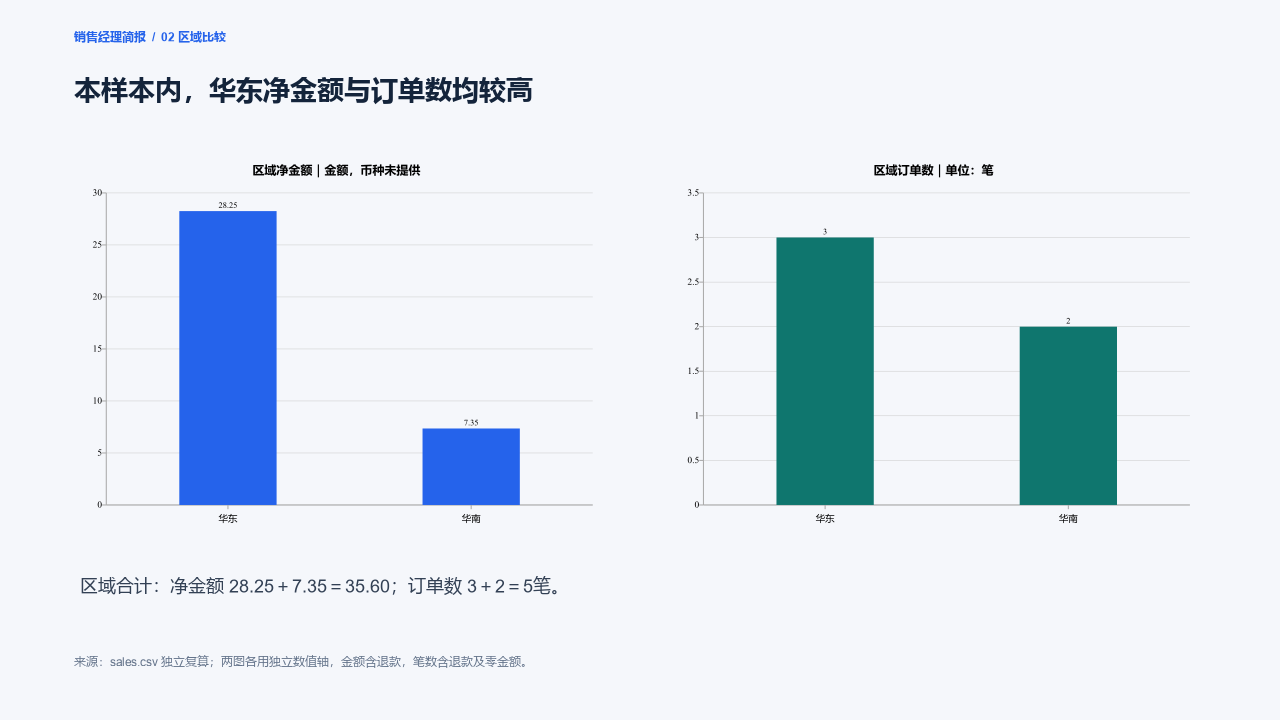 销售经理简报 / 02 区域比较
本样本内，华东净金额与订单数均较高
区域净金额｜金额，币种未提供
30
25
20
15
10
5
0
28.25
7.35
华东
华南
区域订单数｜单位：笔
3.5
3
2.5
2
1.5
1
0.5
0
3
2
华东
华南
区域合计：净金额 28.25 + 7.35 = 35.60；订单数 3 + 2 = 5笔。
来源：sales.csv 独立复算；两图各用独立数值轴，金额含退款，笔数含退款及零金额。